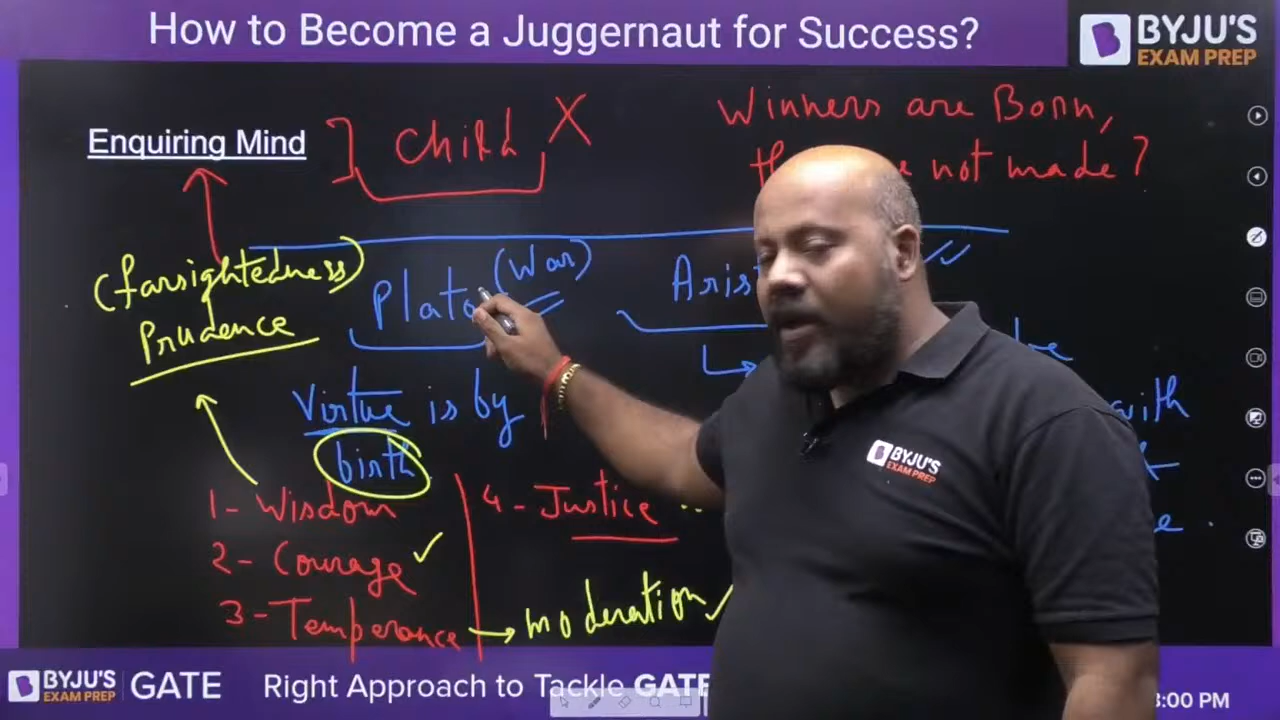 How to Become a Juggernaut for Success?
BYJU'S
EXAM PREP
Enquiring Mind
Child X
Winners are Born,
not made?
(farsightedness)
Prudence
Plato (War)
Virtue is by
birth
with
1- Wisdom
2- Courage
3- Temperance
4- Justice
moderation
BYJU'S
EXAM PREP
BYJU'S
EXAM PREP
GATE
Right Approach to Tackle GATE
:00 PM